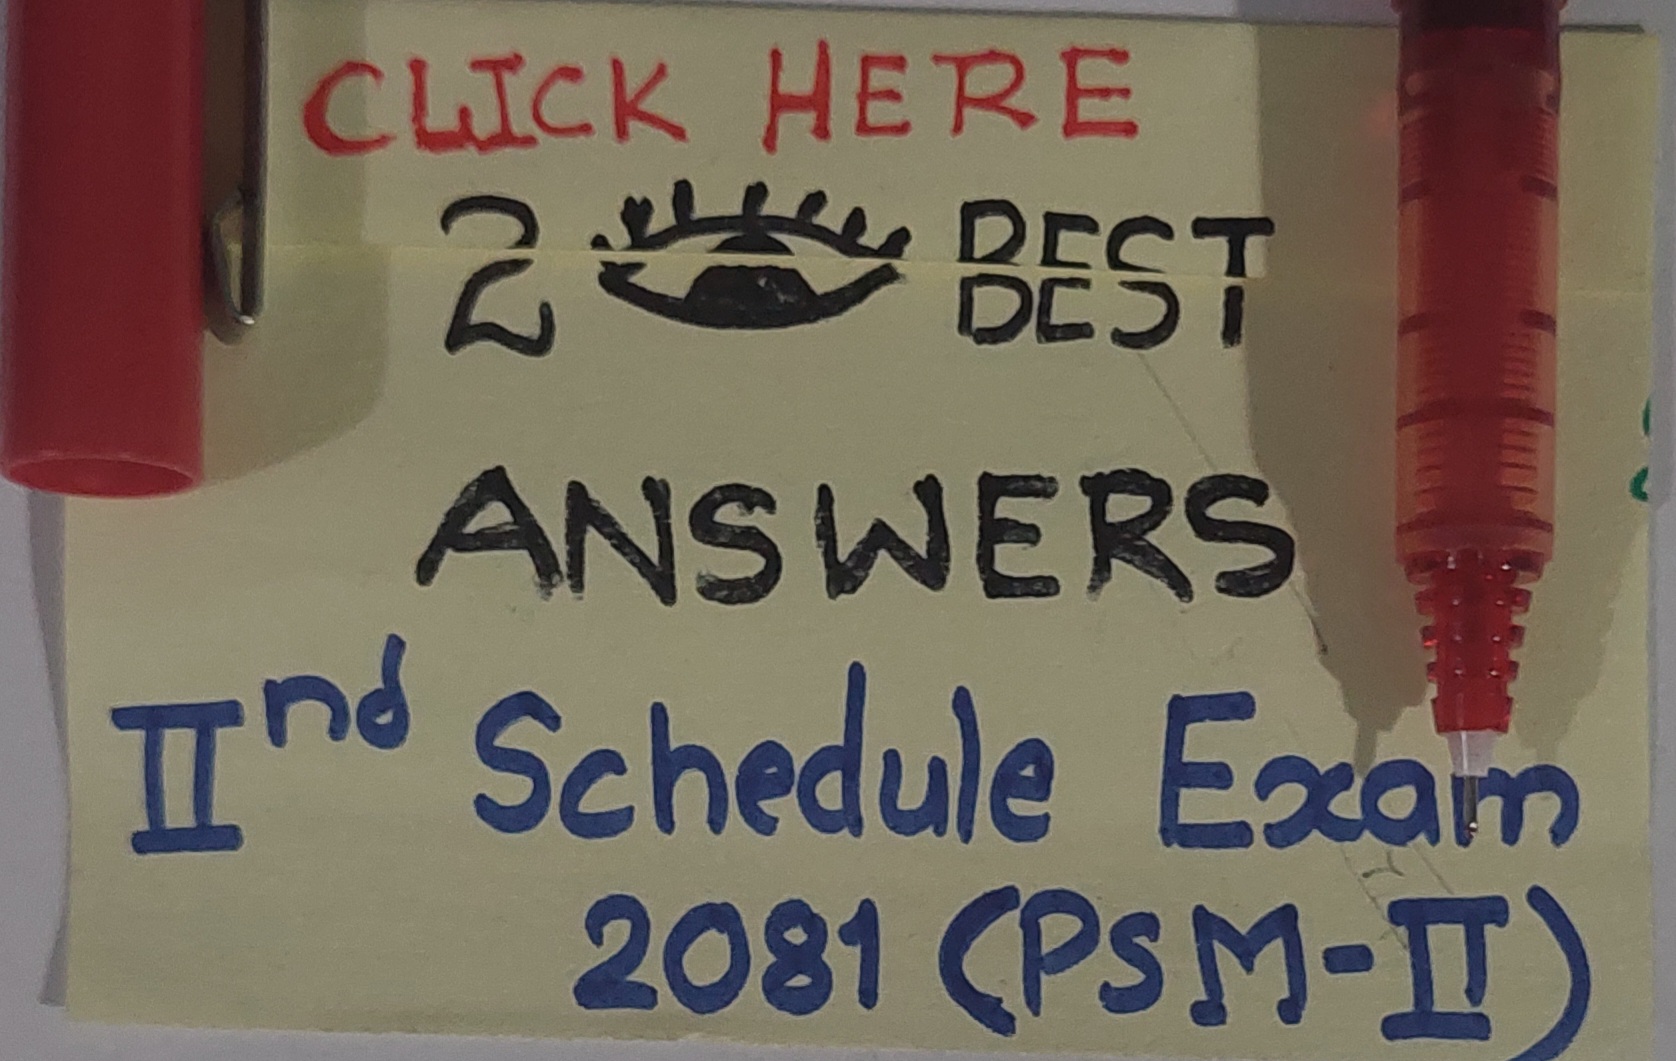 CLICK HERE
2 BEST
ANSWERS
IInd Schedule Exam
2081 (PSM-II)